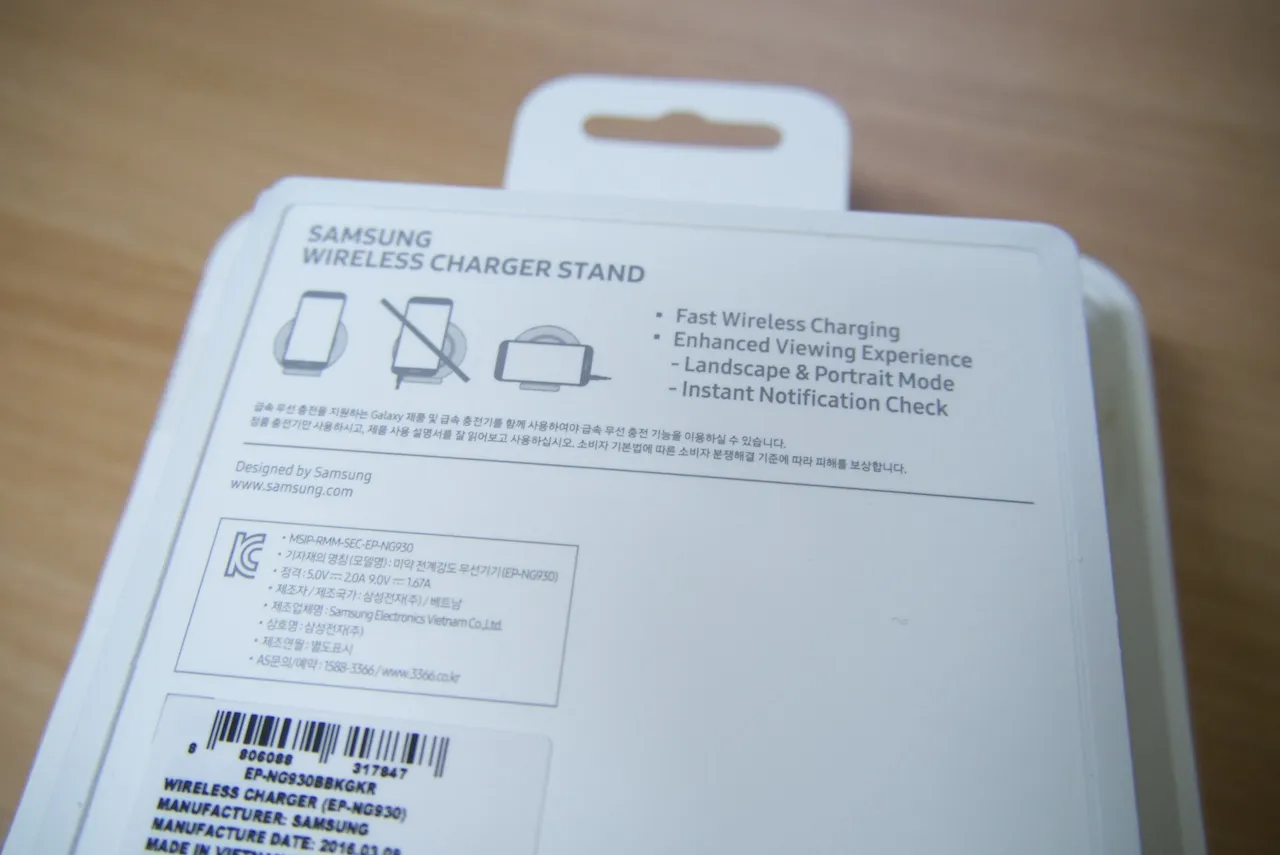 SAMSUNG
WIRELESS CHARGER STAND
• Fast Wireless Charging
• Enhanced Viewing Experience
- Landscape & Portrait Mode
- Instant Notification Check
급속 무선 충전을 지원하는 Galaxy 제품 및 급속 충전기를 함께 사용하여야 급속 무선 충전 기능을 이용하실 수 있습니다.
정품 충전기만 사용하시고, 제품 사용 설명서를 잘 읽어보고 사용하십시오. 소비자 기본법에 따른 소비자 분쟁해결 기준에 따라 피해를 보상합니다.
Designed by Samsung
www.samsung.com
• MSIP-RMM-SEC-EP-NG930
• 기자재의 명칭(모델명) : 미약 전계강도 무선기기(EP-NG930)
• 정격 : 5.0V⎓2.0A 9.0V⎓1.67A
• 제조자 / 제조국가 : 삼성전자(주) / 베트남
• 제조업체명 : Samsung Electronics Vietnam Co.,Ltd.
• 상호명 : 삼성전자(주)
• 제조연월 : 별도표시
• AS문의/예약 : 1588-3366 / www.3366.co.kr
8 806088 317847
EP-NG930BBKGKR
WIRELESS CHARGER (EP-NG930)
MANUFACTURER: SAMSUNG
MANUFACTURE DATE: 2016.03.09
MADE IN VIETNAM